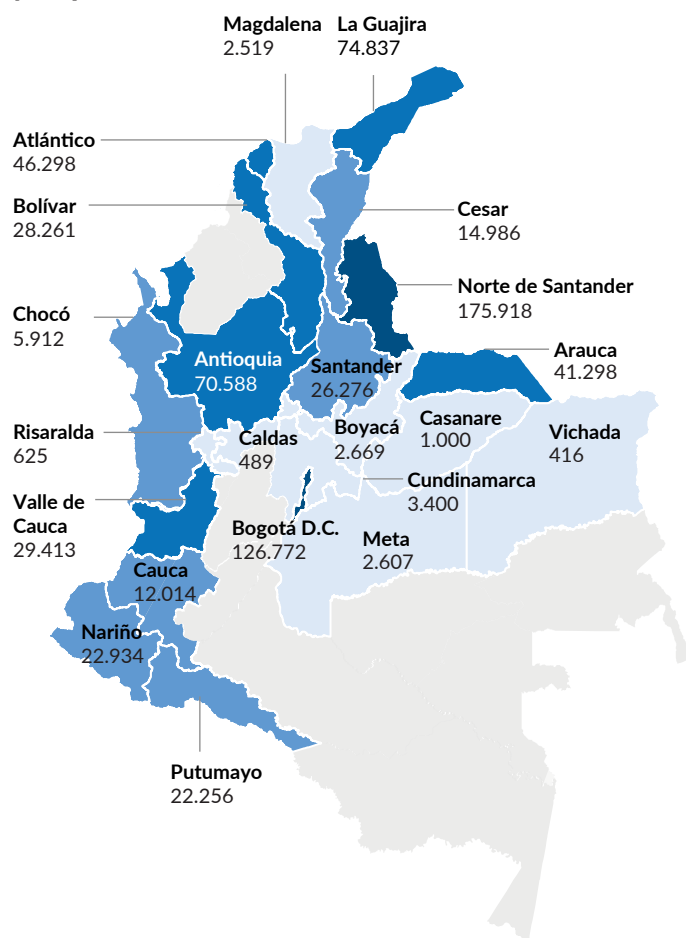 Magdalena
2.519
La Guajira
74.837
Atlántico
46.298
Bolívar
28.261
Cesar
14.986
Norte de Santander
175.918
Chocó
5.912
Antioquia
70.588
Santander
26.276
Arauca
41.298
Risaralda
625
Caldas
489
Boyacá
2.669
Casanare
1.000
Vichada
416
Cundinamarca
3.400
Valle de
Cauca
29.413
Bogotá D.C.
126.772
Meta
2.607
Cauca
12.014
Nariño
22.934
Putumayo
22.256